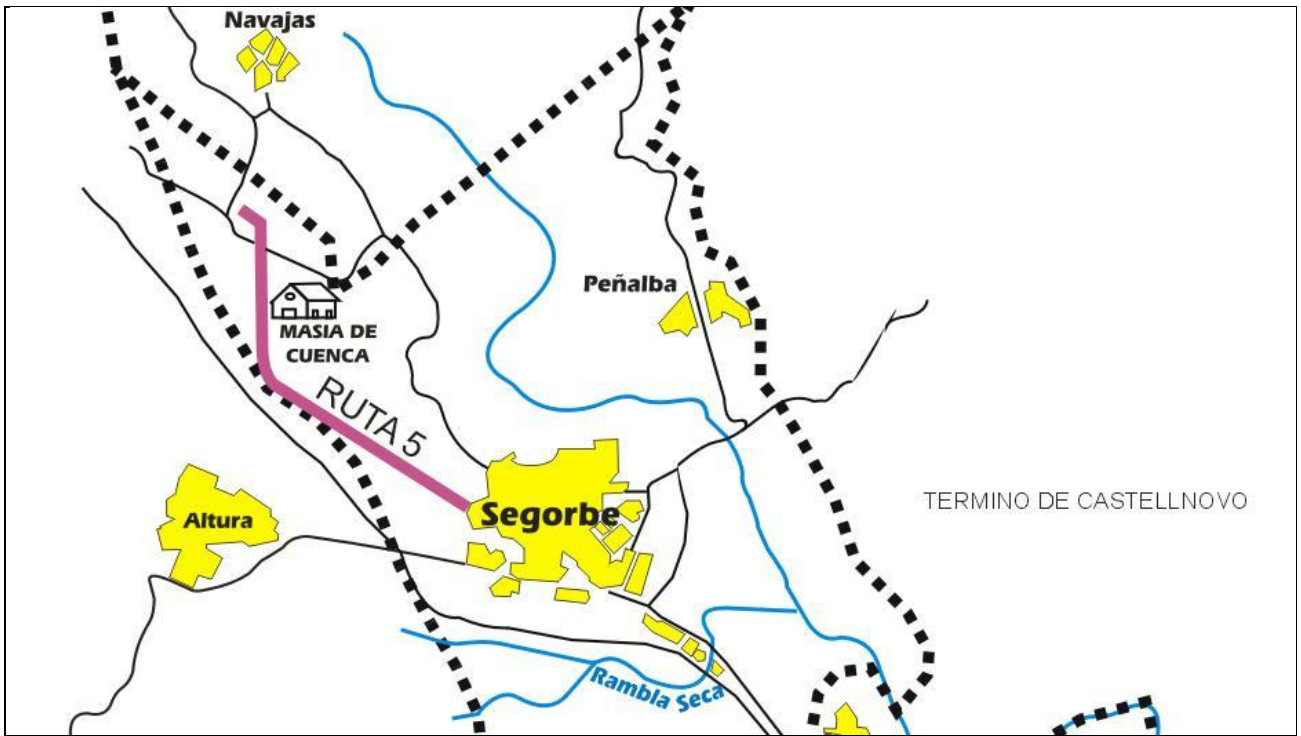 Navajas
Peñalba
MASIA DE
CUENCA
RUTA 5
Altura
Segorbe
TERMINO DE CASTELLNOVO
Rambla Seca